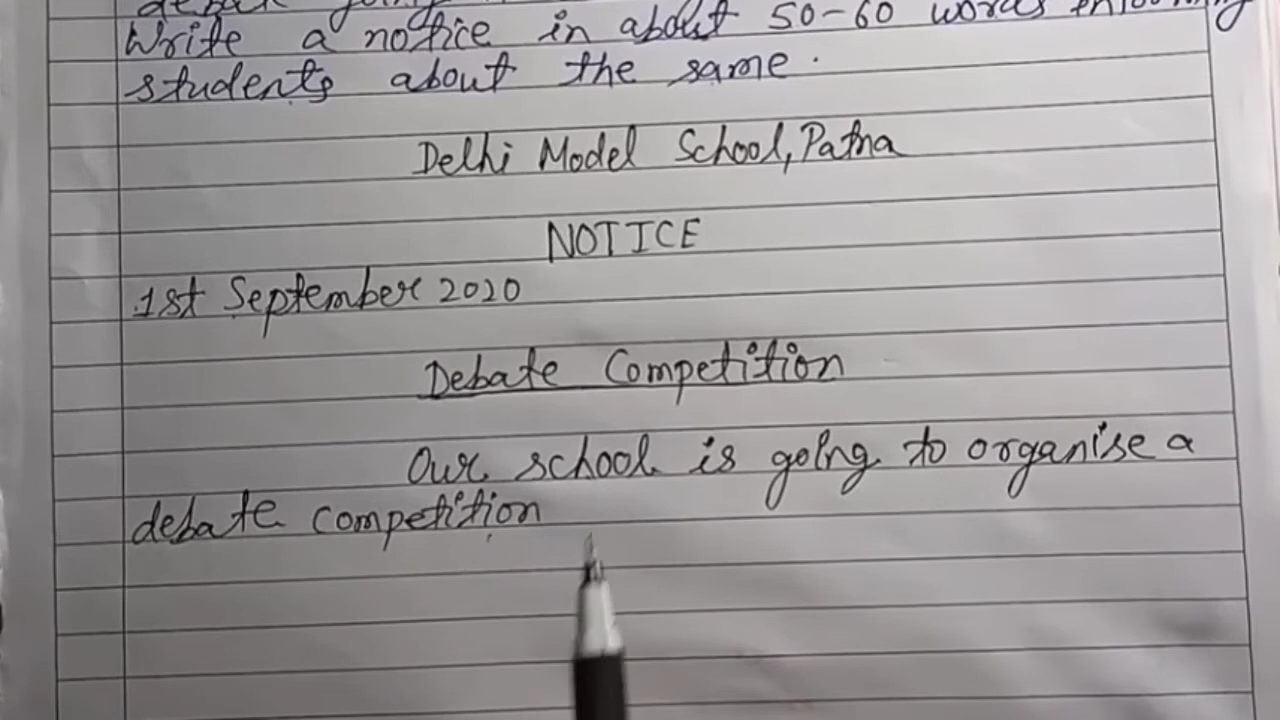 Write a notice in about 50-60 words
students about the same.
Delhi Model School, Patna
NOTICE
1st September 2020
Debate Competition
Our school is going to organise a
debate competition